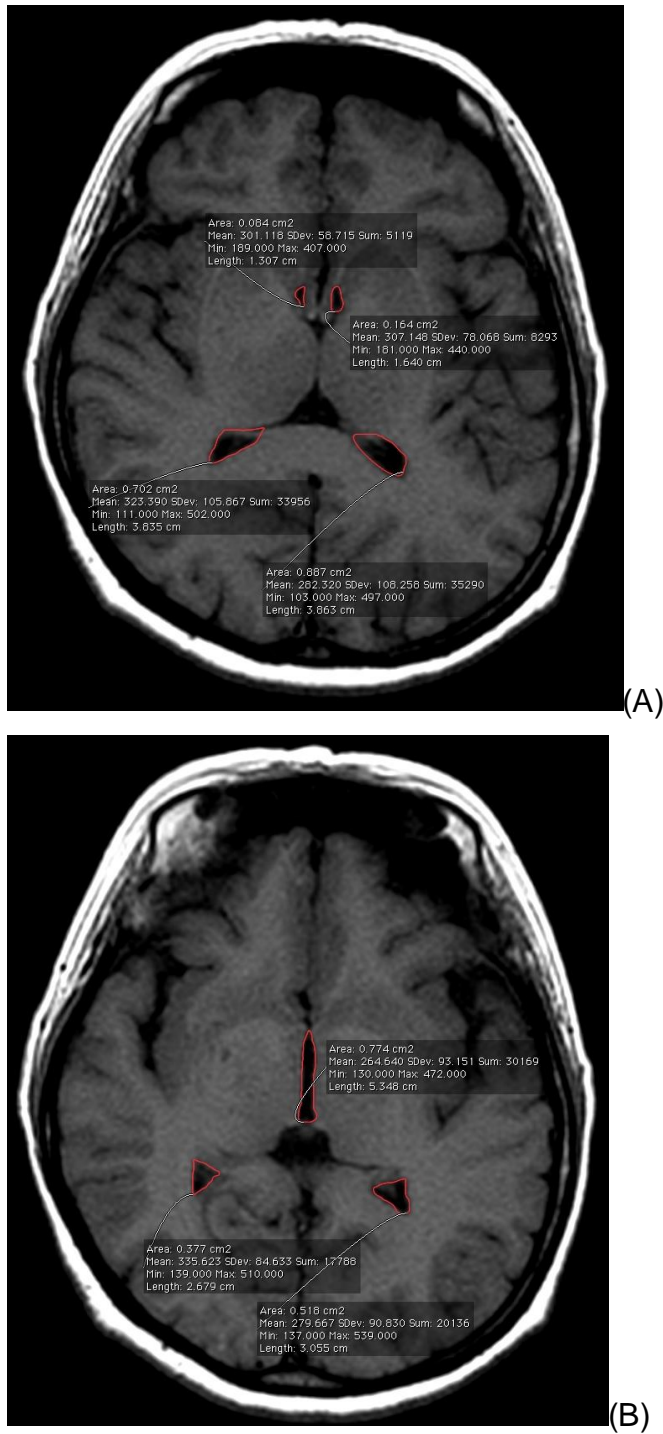 Area: 0.084 cm2
Mean: 301.118 SDev: 58.715 Sum: 5119
Min: 189.000 Max: 407.000
Length: 1.307 cm
Area: 0.164 cm2
Mean: 307.148 SDev: 78.068 Sum: 8293
Min: 181.000 Max: 440.000
Length: 1.640 cm
Area: 0.702 cm2
Mean: 323.390 SDev: 105.867 Sum: 33956
Min: 111.000 Max: 502.000
Length: 3.835 cm
Area: 0.887 cm2
Mean: 282.320 SDev: 108.258 Sum: 35290
Min: 103.000 Max: 497.000
Length: 3.863 cm
(A)
Area: 0.774 cm2
Mean: 264.640 SDev: 93.151 Sum: 30169
Min: 130.000 Max: 472.000
Length: 5.348 cm
Area: 0.377 cm2
Mean: 335.623 SDev: 84.633 Sum: 17788
Min: 139.000 Max: 510.000
Length: 2.679 cm
Area: 0.518 cm2
Mean: 279.667 SDev: 90.830 Sum: 20136
Min: 137.000 Max: 539.000
Length: 3.055 cm
(B)